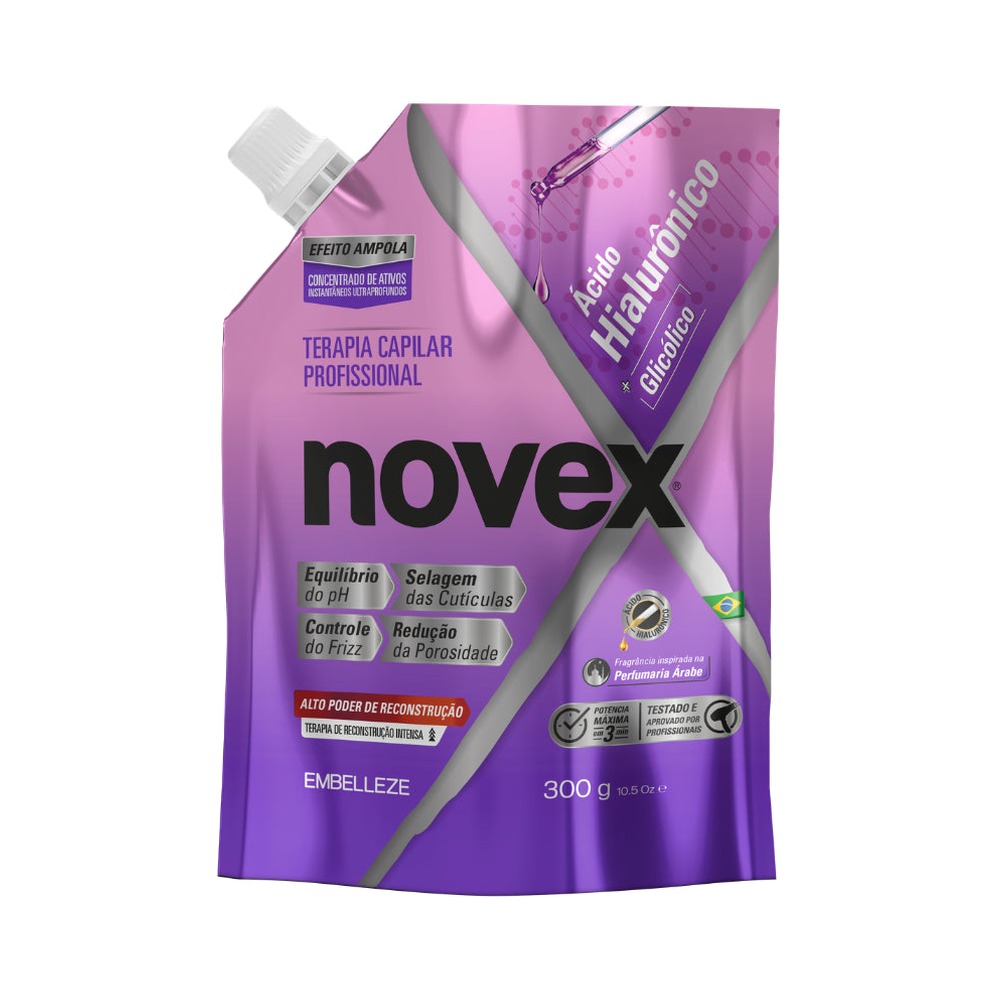 EFEITO AMPOLA
CONCENTRADO DE ATIVOS
INSTANTÂNEOS ULTRAPROFUNDOS
Ácido
Hialurônico
+ Glicólico
TERAPIA CAPILAR
PROFISSIONAL
novex®
Equilíbrio
do pH
Selagem
das Cutículas
Controle
do Frizz
Redução
da Porosidade
ÁCIDO
HIALURÔNICO
Fragrância inspirada na
Perfumaria Árabe
ALTO PODER DE RECONSTRUÇÃO
TERAPIA DE RECONSTRUÇÃO INTENSA
POTÊNCIA
MÁXIMA
em 3 min
TESTADO E
APROVADO POR
PROFISSIONAIS
EMBELLEZE
300 g 10.5 Oz ℮